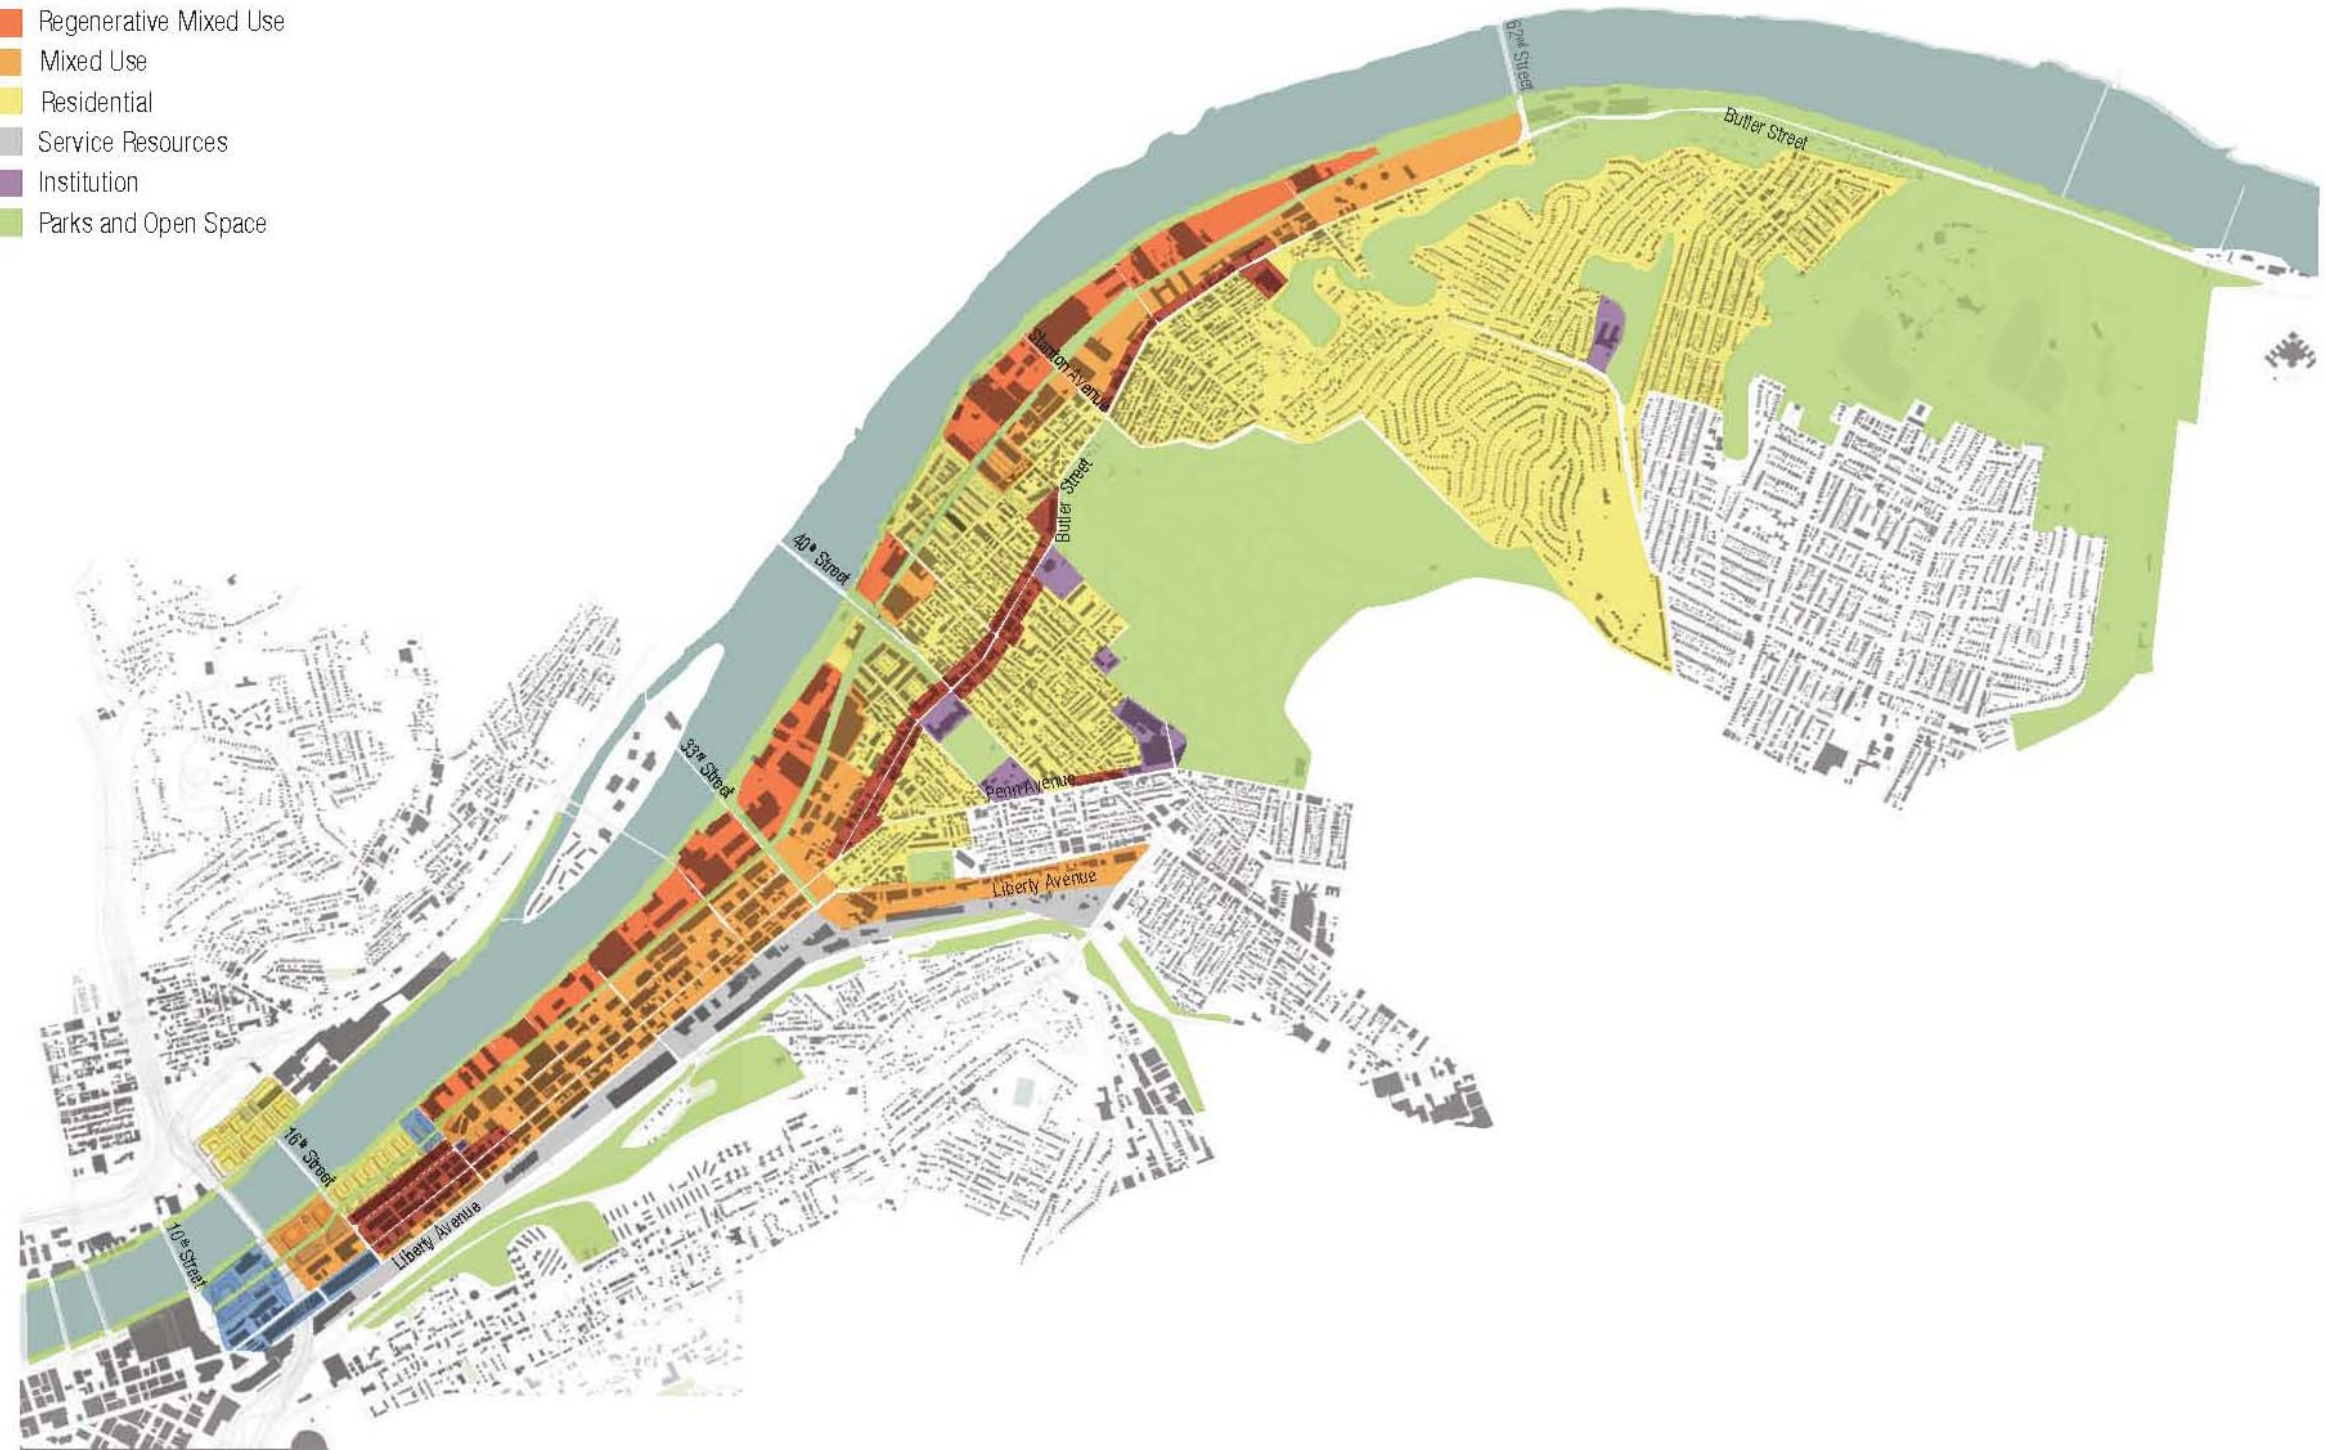 Regenerative Mixed Use
Mixed Use
Residential
Service Resources
Institution
Parks and Open Space
62nd Street
Butler Street
Stanton Avenue
Butler Street
40th Street
33rd Street
Penn Avenue
Liberty Avenue
16th Street
Liberty Avenue
10th Street